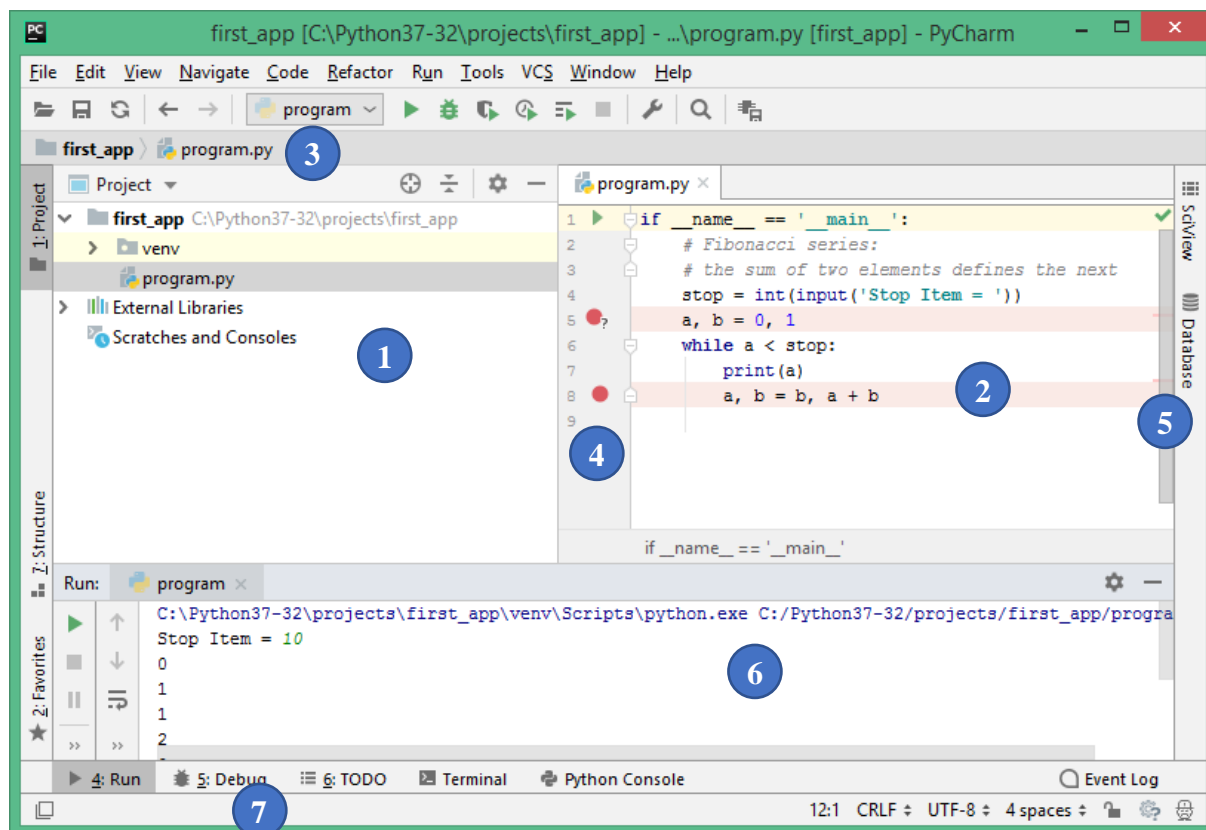 PC first_app [C:\Python37-32\projects\first_app] - ...\program.py [first_app] - PyCharm
File Edit View Navigate Code Refactor Run Tools VCS Window Help
program
first_app program.py
3
1: Project
Project
first_app C:\Python37-32\projects\first_app
venv
program.py
External Libraries
Scratches and Consoles
1
program.py
1 if __name__ == '__main__':
2 # Fibonacci series:
3 # the sum of two elements defines the next
4 stop = int(input('Stop Item = '))
5 ? a, b = 0, 1
6 while a < stop:
7 print(a)
8 a, b = b, a + b
9
2
4
if __name__ == '__main__'
SciView
Database
5
7: Structure
2: Favorites
Run: program
C:\Python37-32\projects\first_app\venv\Scripts\python.exe C:/Python37-32/projects/first_app/progra
Stop Item = 10
0
1
1
2
6
4: Run 5: Debug 6: TODO Terminal Python Console Event Log
7
12:1 CRLF UTF-8 4 spaces